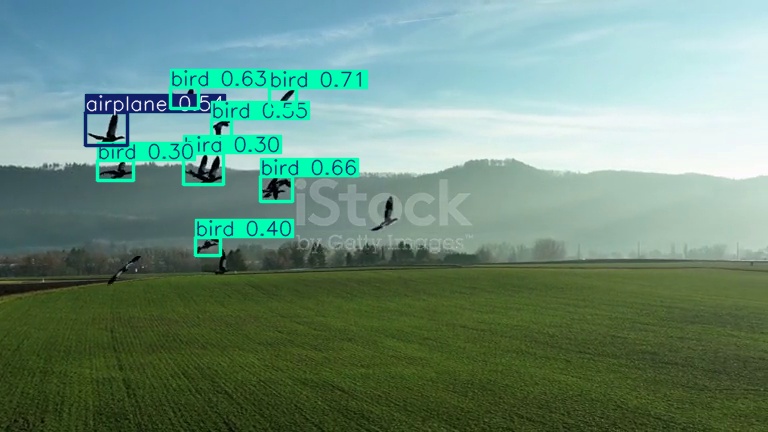 bird 0.63
bird 0.71
airplane 0.54
bird 0.55
bird 0.30
bird 0.30
bird 0.66
iStock
by Getty Images™
bird 0.40